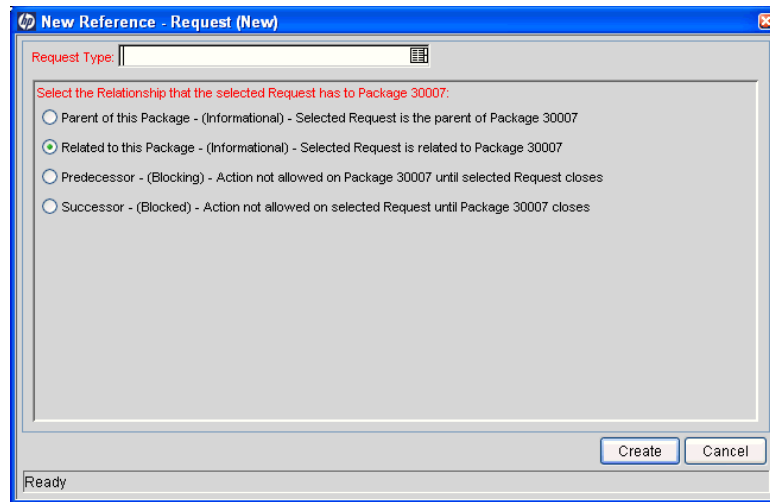 hp New Reference - Request (New)
Request Type:
Select the Relationship that the selected Request has to Package 30007:
Parent of this Package - (Informational) - Selected Request is the parent of Package 30007
Related to this Package - (Informational) - Selected Request is related to Package 30007
Predecessor - (Blocking) - Action not allowed on Package 30007 until selected Request closes
Successor - (Blocked) - Action not allowed on selected Request until Package 30007 closes
Create Cancel
Ready